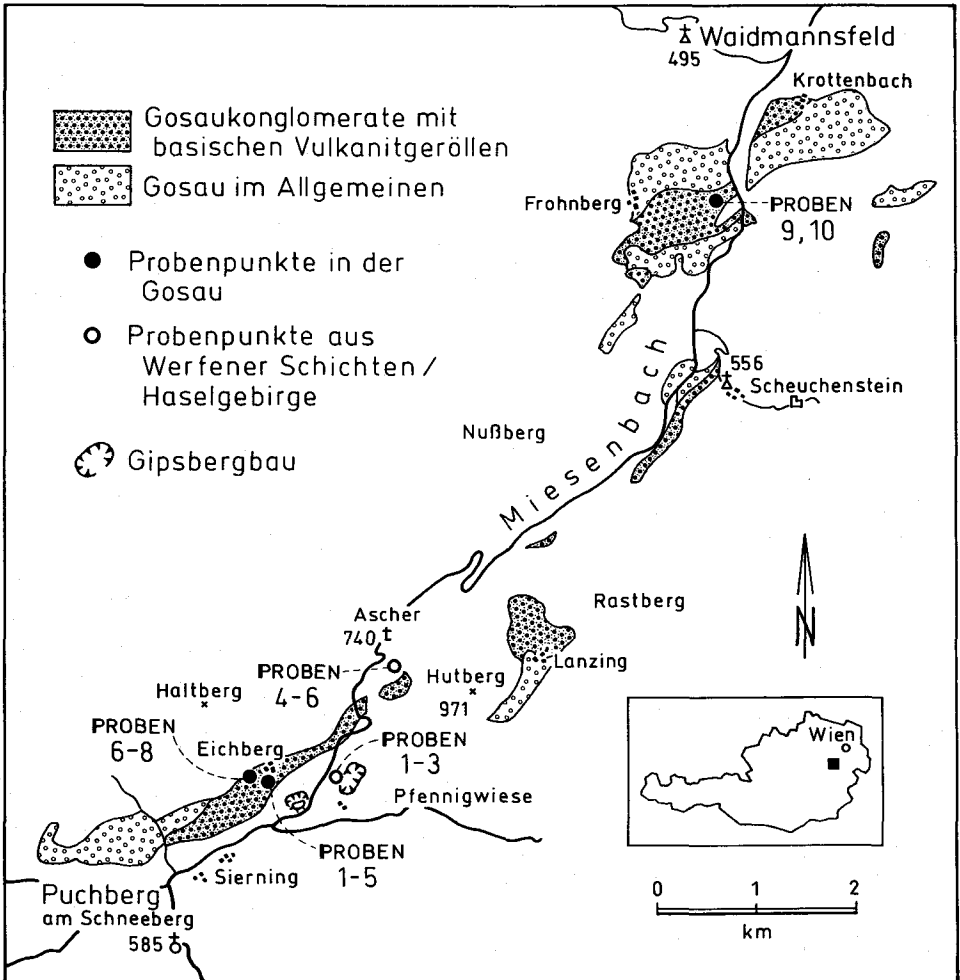 Waidmannsfeld
495
Krottenbach
Gosaukonglomerate mit
basischen Vulkanitgeröllen
Gosau im Allgemeinen
Frohnberg
PROBEN
9, 10
Probenpunkte in der
Gosau
Probenpunkte aus
Werfener Schichten /
Haselgebirge
556
Scheuchenstein
Gipsbergbau
Nußberg
Miesenbach
N
Ascher
740
Rastberg
Lanzing
PROBEN
4-6
Hutberg
971
Haltberg
PROBEN
6-8
Eichberg
PROBEN
1-3
Pfennigwiese
Wien
PROBEN
1-5
Sierning
Puchberg
am Schneeberg
585
0 1 2
km